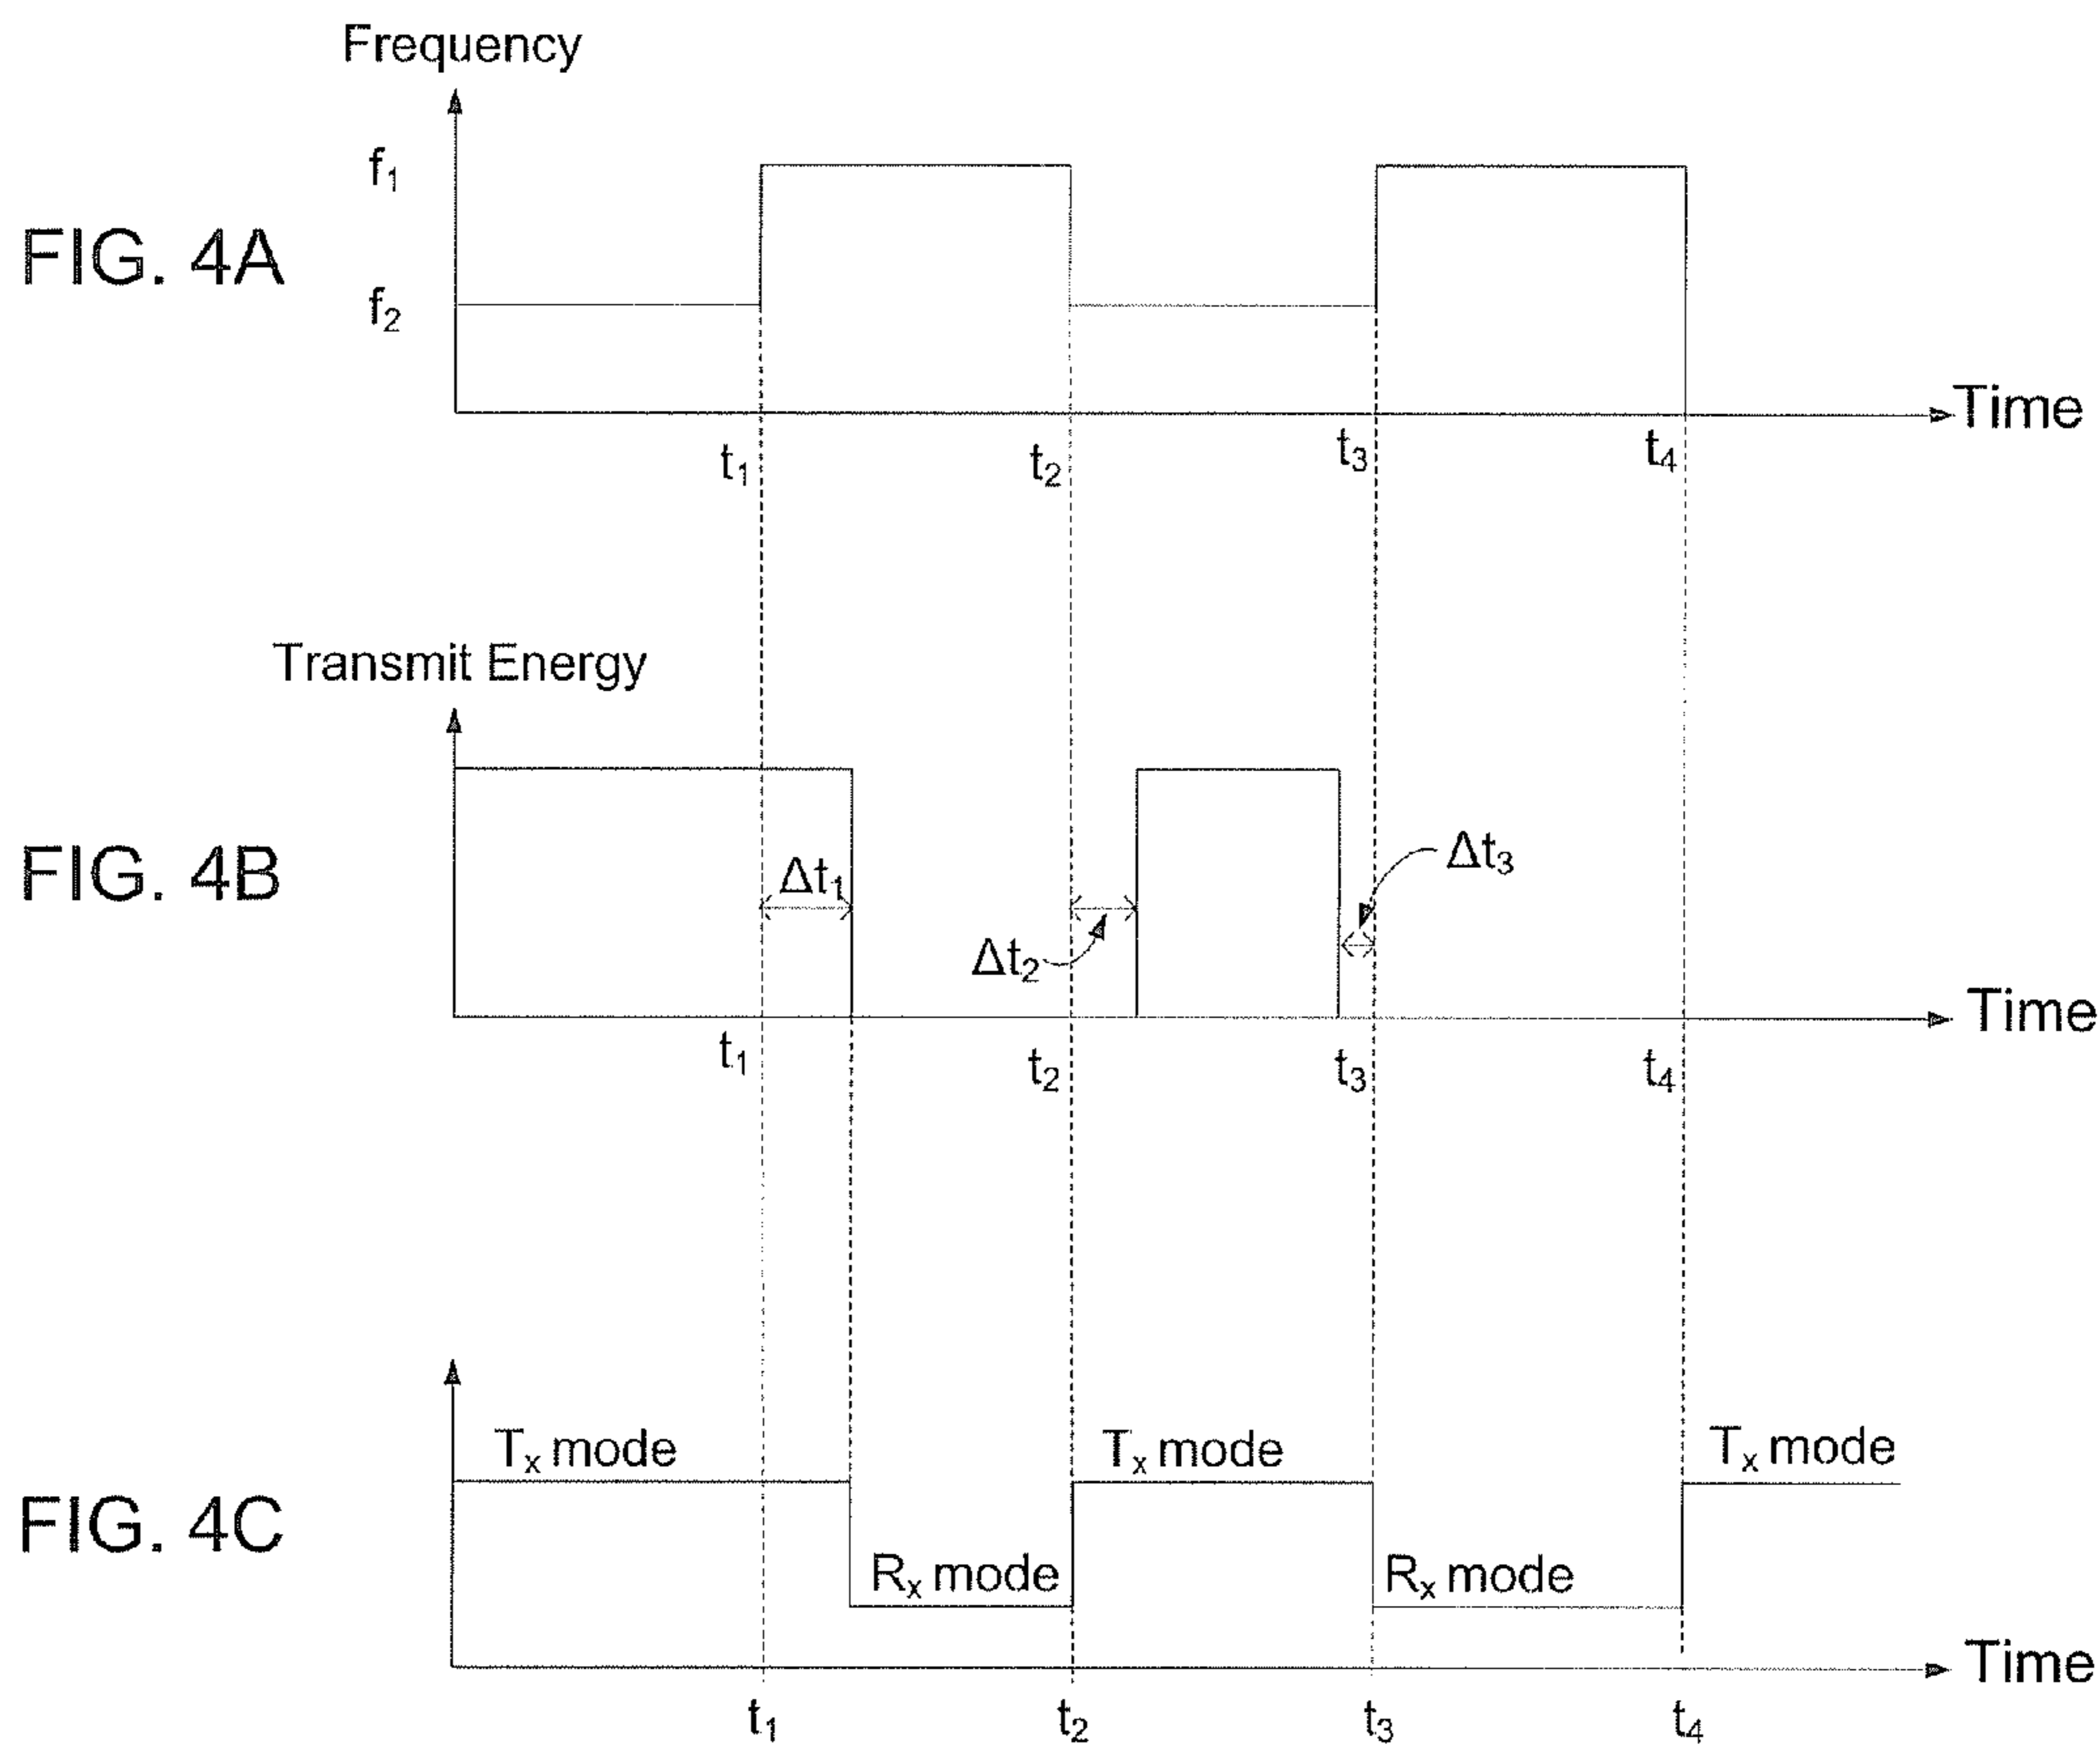 Frequency
f₁
FIG. 4A
f₂
Time
t₁ t₂ t₃ t₄
Transmit Energy
FIG. 4B
Δt₁ Δt₃
Δt₂
Time
t₁ t₂ t₃ t₄
Tₓ mode Tₓ mode Tₓ mode
FIG. 4C
Rₓ mode Rₓ mode
Time
t₁ t₂ t₃ t₄